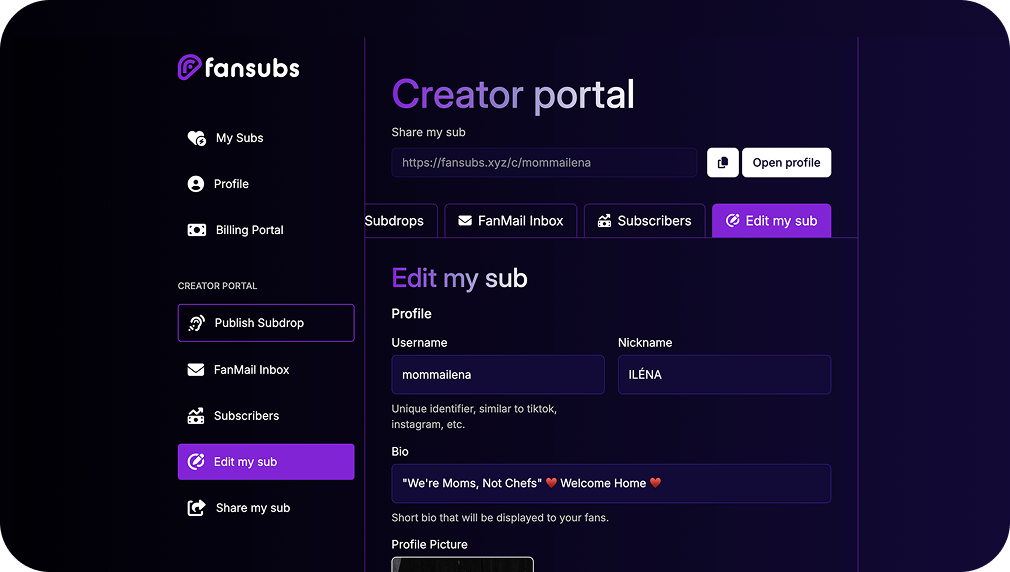 fansubs
My Subs
Profile
Billing Portal
CREATOR PORTAL
Publish Subdrop
FanMail Inbox
Subscribers
Edit my sub
Share my sub
Creator portal
Share my sub
https://fansubs.xyz/c/mommailena
Open profile
Subdrops
FanMail Inbox
Subscribers
Edit my sub
Edit my sub
Profile
Username
Nickname
mommailena
ILÉNA
Unique identifier, similar to tiktok,
instagram, etc.
Bio
"We're Moms, Not Chefs" ❤️ Welcome Home ❤️
Short bio that will be displayed to your fans.
Profile Picture